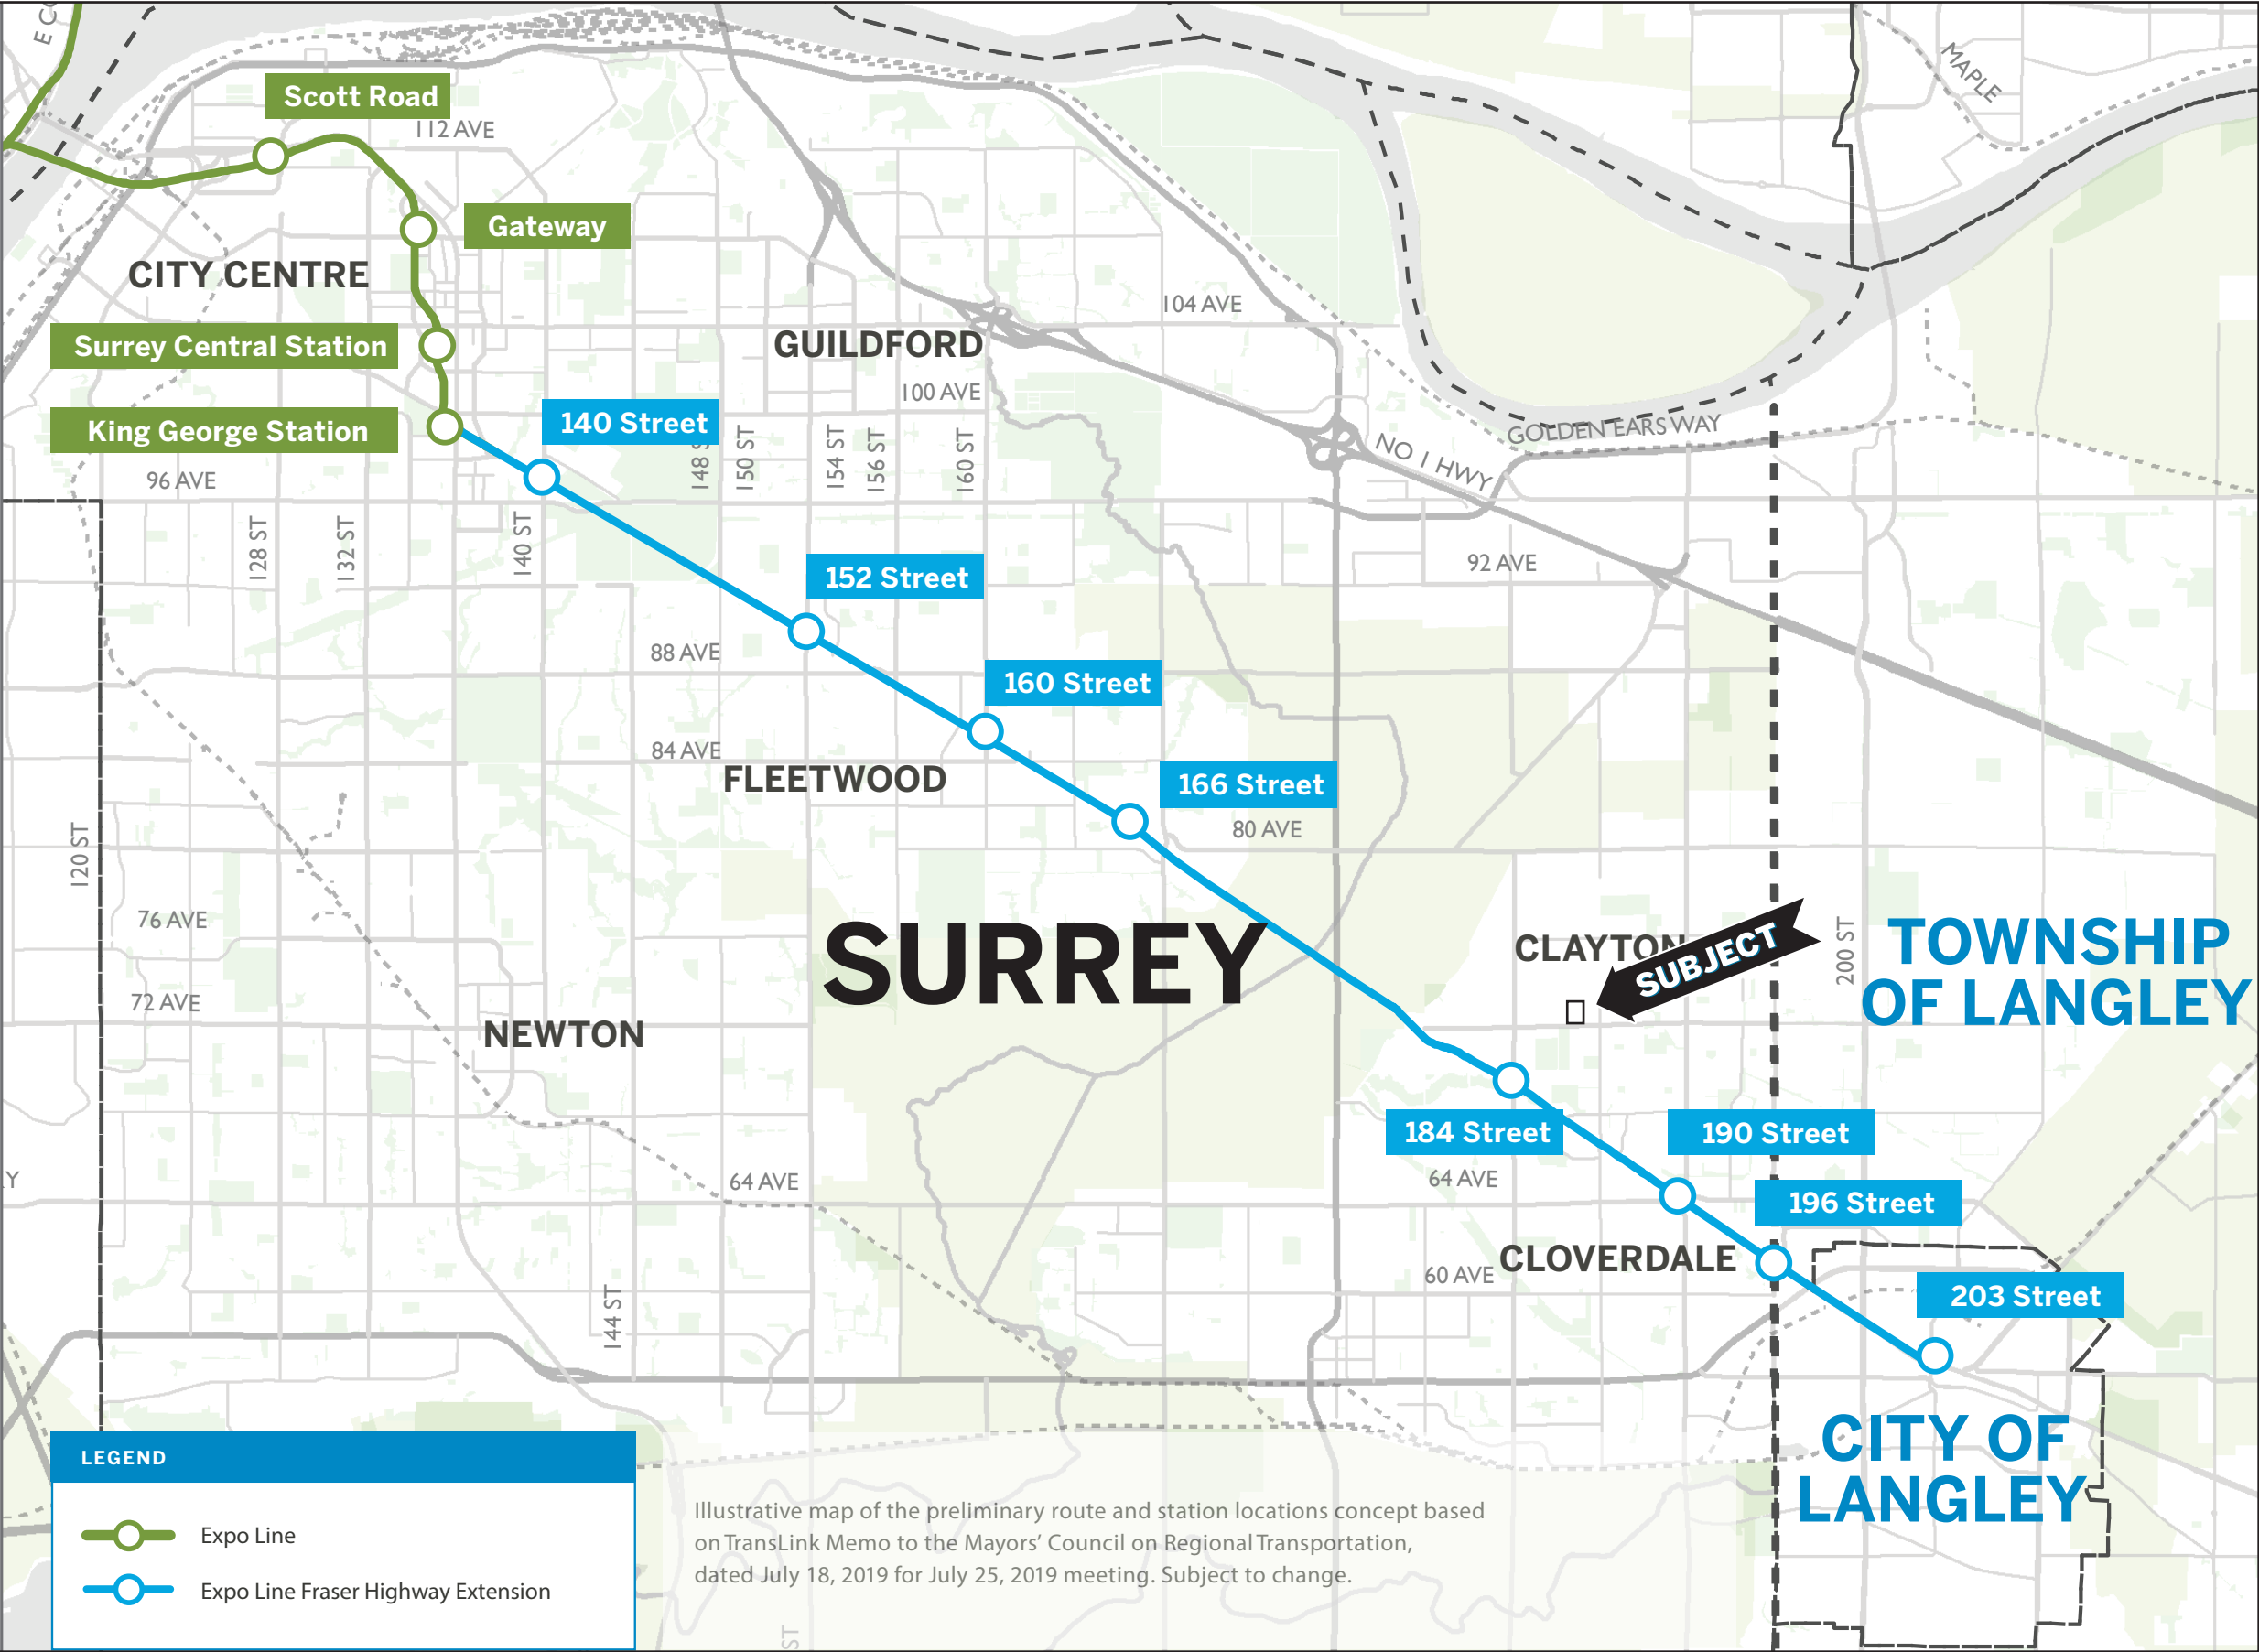 E CO
MAPLE
Scott Road
112 AVE
Gateway
CITY CENTRE
104 AVE
Surrey Central Station
GUILDFORD
100 AVE
King George Station
140 Street
148 S
150 ST
154 ST
156 ST
160 ST
NO 1 HWY
GOLDEN EARS WAY
96 AVE
128 ST
132 ST
140 ST
92 AVE
152 Street
88 AVE
160 Street
84 AVE
FLEETWOOD
166 Street
80 AVE
120 ST
76 AVE
SURREY
CLAYTON
SUBJECT
200 ST
TOWNSHIP
OF LANGLEY
72 AVE
NEWTON
184 Street
190 Street
64 AVE
64 AVE
196 Street
LY
CLOVERDALE
60 AVE
203 Street
144 ST
CITY OF
LANGLEY
LEGEND
Expo Line
Expo Line Fraser Highway Extension
Illustrative map of the preliminary route and station locations concept based
on TransLink Memo to the Mayors' Council on Regional Transportation,
dated July 18, 2019 for July 25, 2019 meeting. Subject to change.
ST